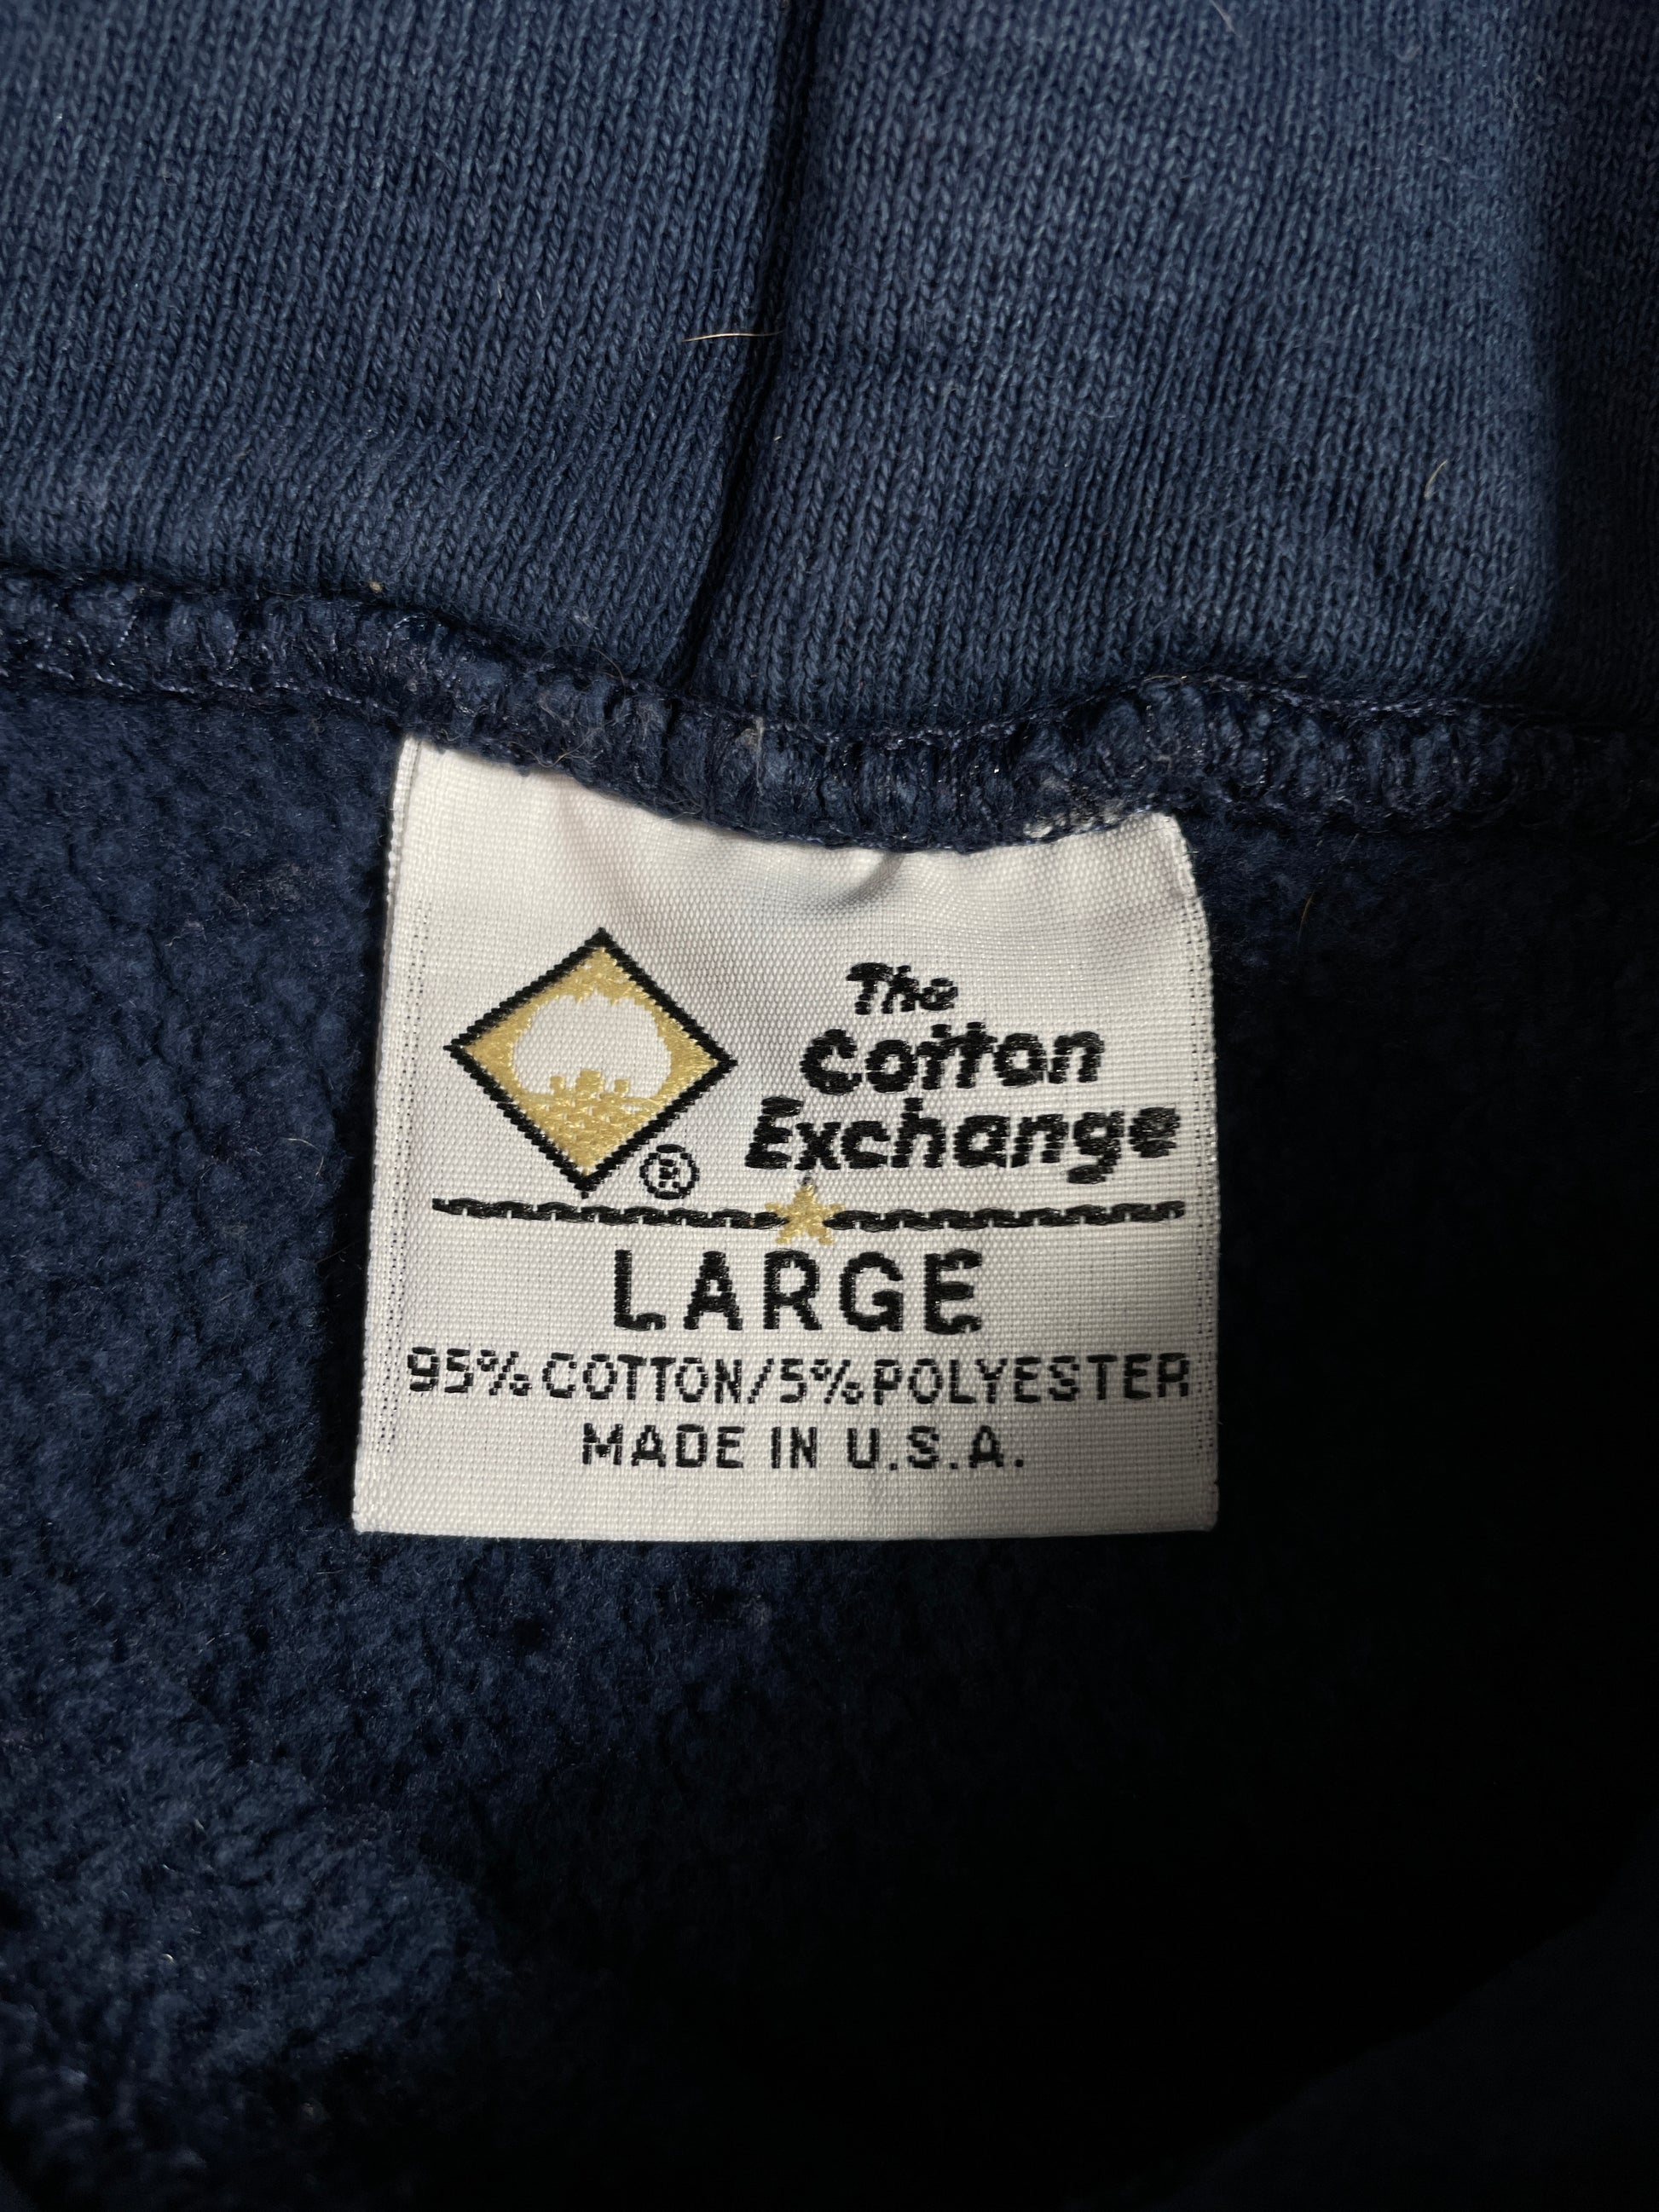 The
Cotton
Exchange
®
LARGE
95% COTTON/5% POLYESTER
MADE IN U.S.A.